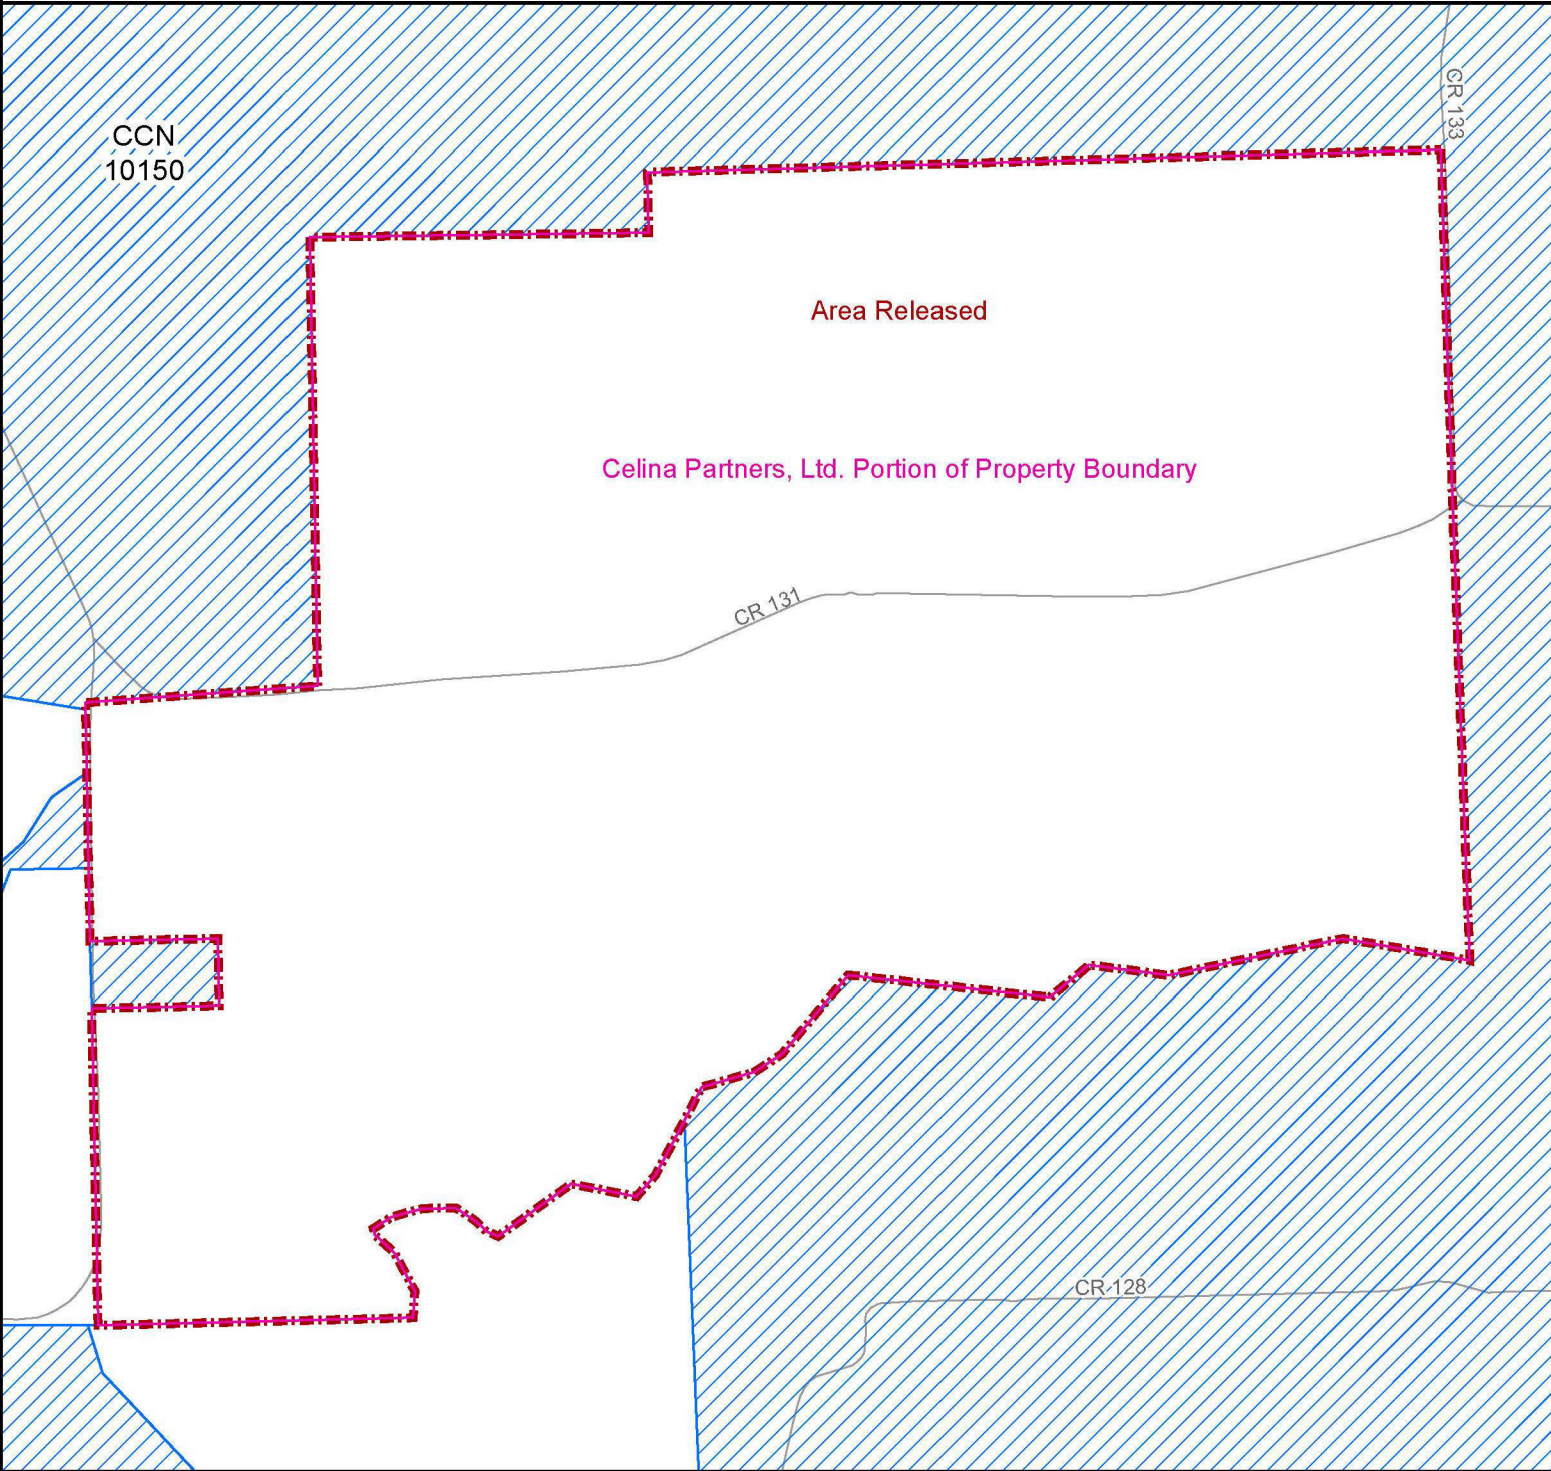 CR 133
CCN
10150
Area Released
Celina Partners, Ltd. Portion of Property Boundary
CR 131
CR 128